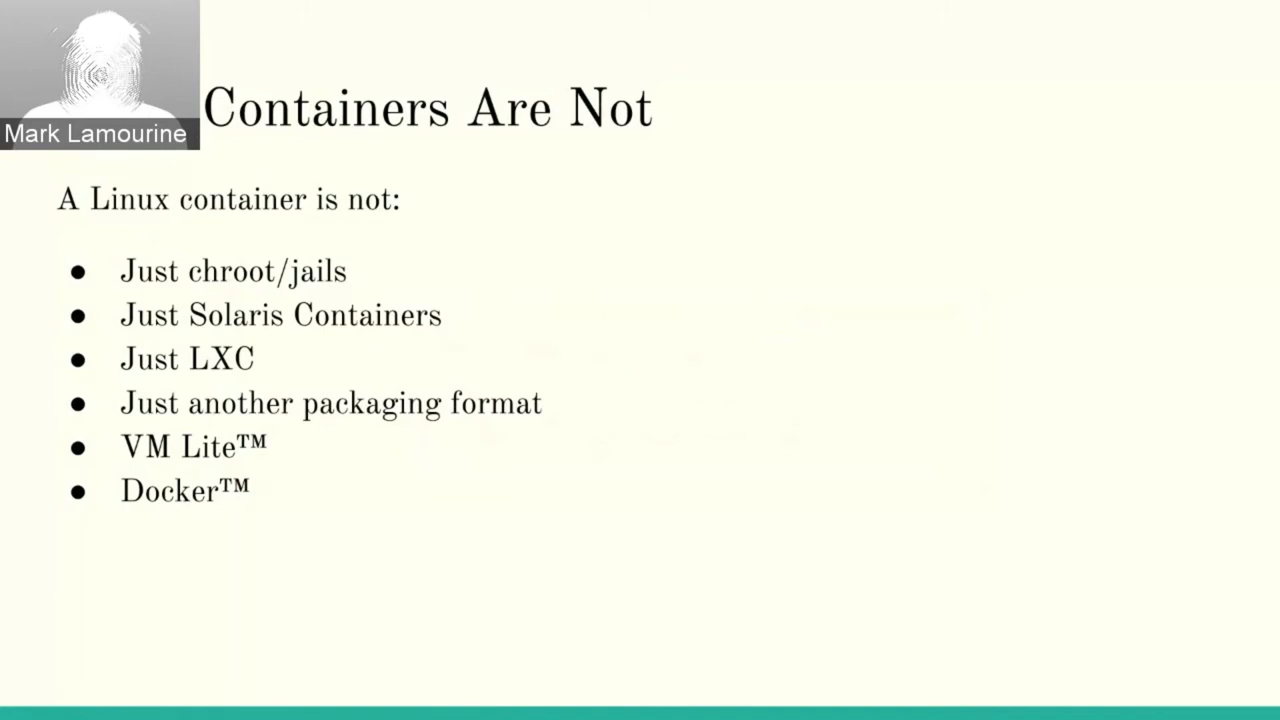 Mark Lamourine
Containers Are Not
A Linux container is not:
● Just chroot/jails
● Just Solaris Containers
● Just LXC
● Just another packaging format
● VM Lite™
● Docker™